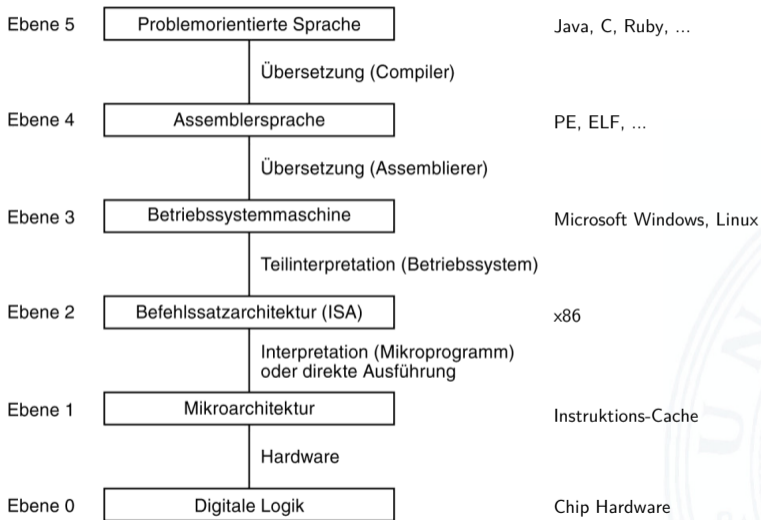 Ebene 5 Problemorientierte Sprache Java, C, Ruby, ...
Übersetzung (Compiler)
Ebene 4 Assemblersprache PE, ELF, ...
Übersetzung (Assemblierer)
Ebene 3 Betriebssystemmaschine Microsoft Windows, Linux
Teilinterpretation (Betriebssystem)
Ebene 2 Befehlssatzarchitektur (ISA) x86
Interpretation (Mikroprogramm)
oder direkte Ausführung
Ebene 1 Mikroarchitektur Instruktions-Cache
Hardware
Ebene 0 Digitale Logik Chip Hardware